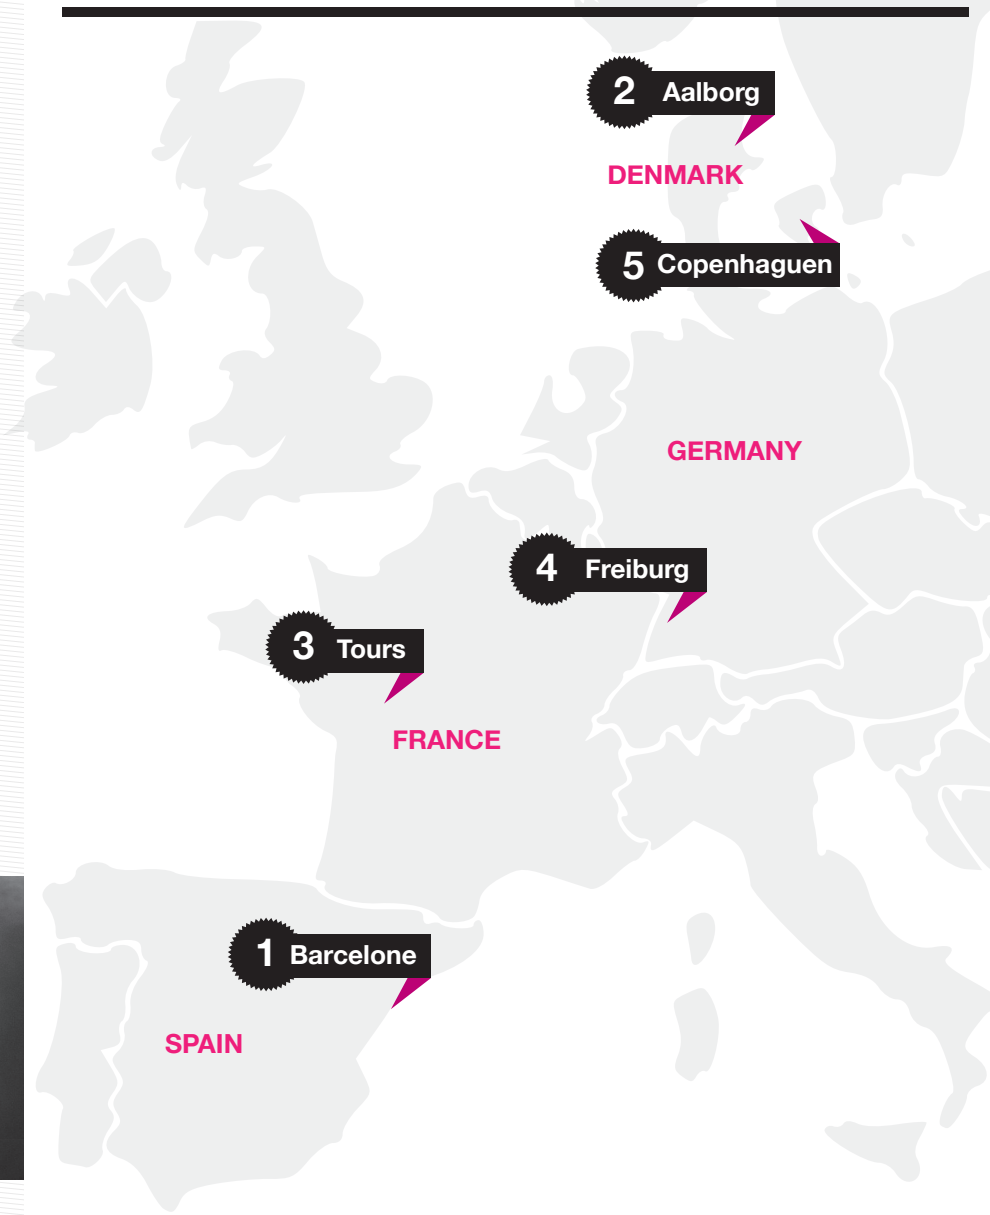 2 Aalborg
DENMARK
5 Copenhaguen
GERMANY
4 Freiburg
3 Tours
FRANCE
1 Barcelone
SPAIN